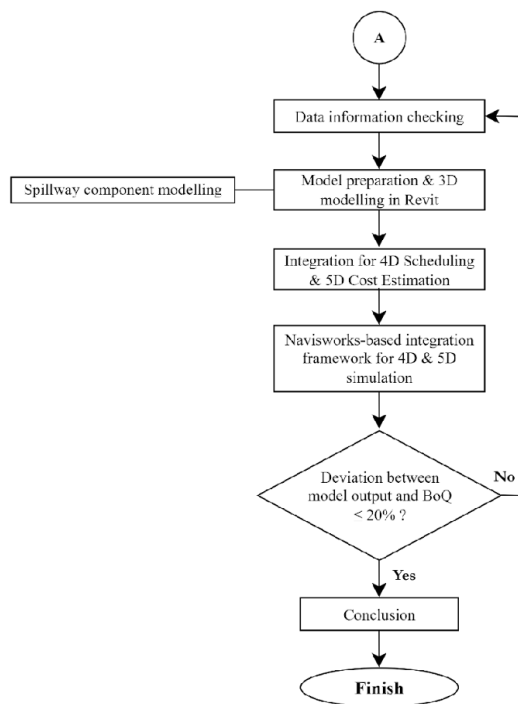 A
Data information checking
Spillway component modelling
Model preparation & 3D
modelling in Revit
Integration for 4D Scheduling
& 5D Cost Estimation
Navisworks-based integration
framework for 4D & 5D
simulation
Deviation between
model output and BoQ
< 20% ?
No
Yes
Conclusion
Finish